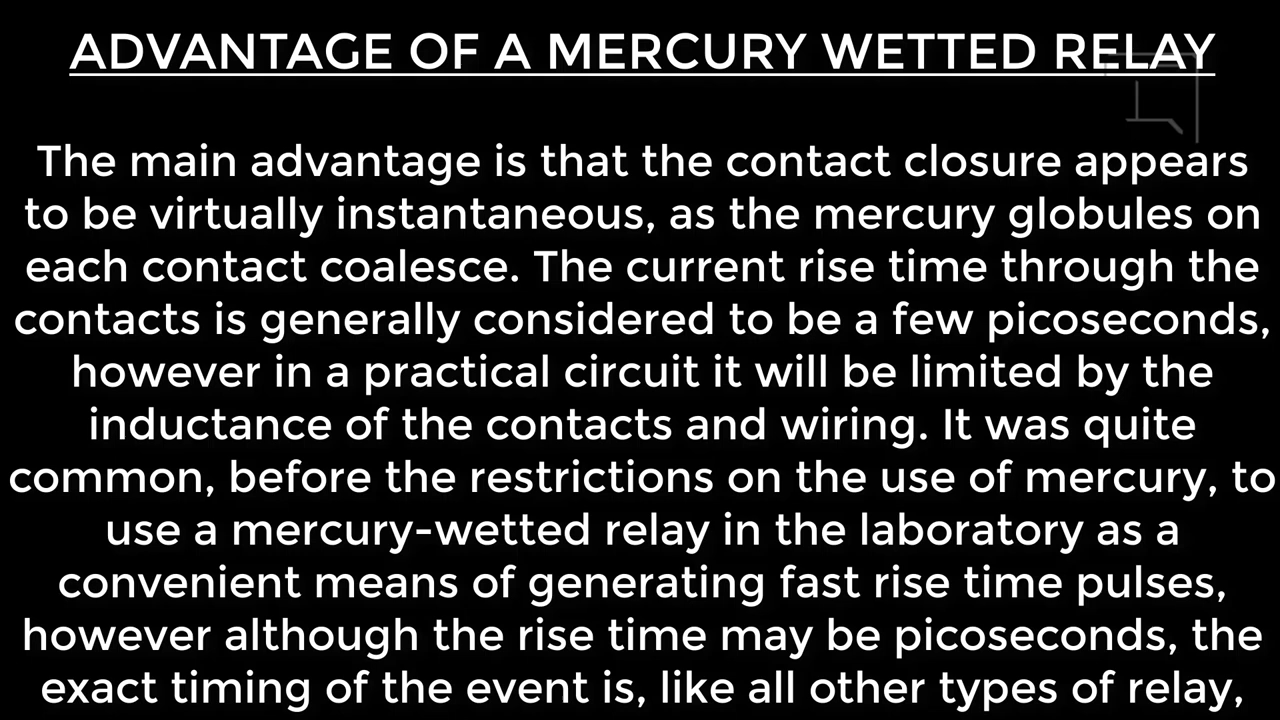 ADVANTAGE OF A MERCURY WETTED RELAY
The main advantage is that the contact closure appears
to be virtually instantaneous, as the mercury globules on
each contact coalesce. The current rise time through the
contacts is generally considered to be a few picoseconds,
however in a practical circuit it will be limited by the
inductance of the contacts and wiring. It was quite
common, before the restrictions on the use of mercury, to
use a mercury-wetted relay in the laboratory as a
convenient means of generating fast rise time pulses,
however although the rise time may be picoseconds, the
exact timing of the event is, like all other types of relay,